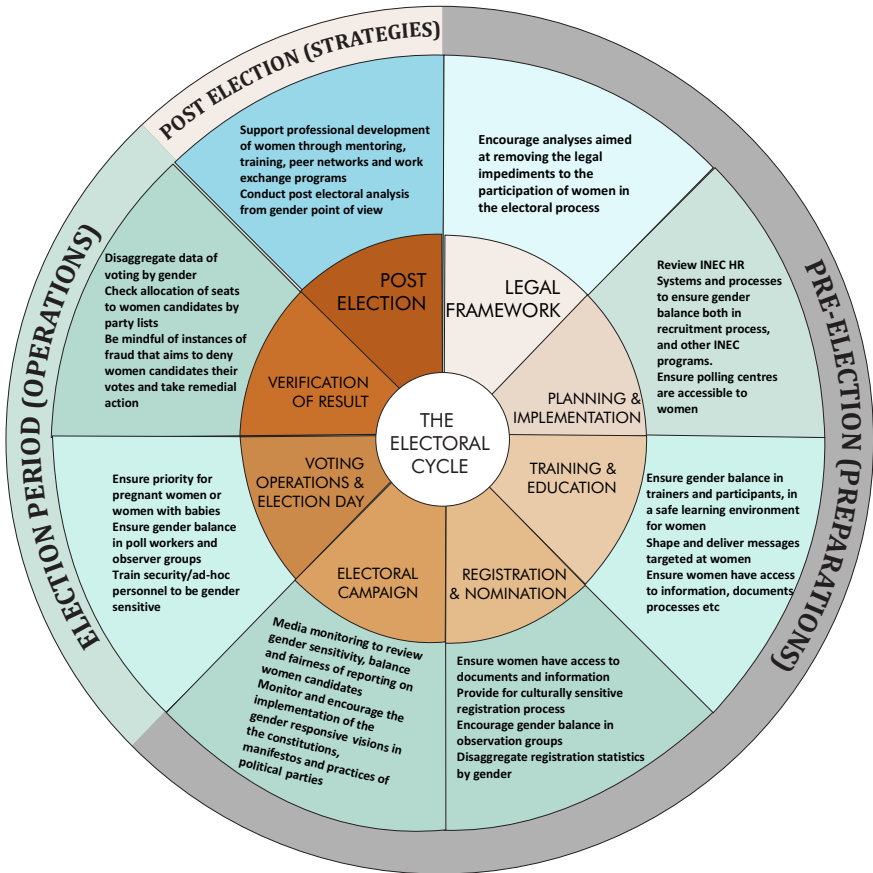 POST ELECTION (STRATEGIES)
PRE-ELECTION (PREPARATIONS)
ELECTION PERIOD (OPERATIONS)
THE
ELECTORAL
CYCLE
LEGAL
FRAMEWORK
Encourage analyses aimed
at removing the legal
impediments to the
participation of women in
the electoral process
PLANNING &
IMPLEMENTATION
Review INEC HR
Systems and processes
to ensure gender
balance both in
recruitment process,
and other INEC
programs.
Ensure polling centres
are accessible to
women
TRAINING &
EDUCATION
Ensure gender balance in
trainers and participants, in
a safe learning environment
for women
Shape and deliver messages
targeted at women
Ensure women have access
to information, documents
processes etc
REGISTRATION
& NOMINATION
Ensure women have access to
documents and information
Provide for culturally sensitive
registration process
Encourage gender balance in
observation groups
Disaggregate registration statistics
by gender
ELECTORAL
CAMPAIGN
Media monitoring to review
gender sensitivity, balance
and fairness of reporting on
women candidates
Monitor and encourage the
implementation of the
gender responsive visions in
the constitutions,
manifestos and practices of
political parties
VOTING
OPERATIONS &
ELECTION DAY
Ensure priority for
pregnant women or
women with babies
Ensure gender balance
in poll workers and
observer groups
Train security/ad-hoc
personnel to be gender
sensitive
VERIFICATION
OF RESULT
Disaggregate data of
voting by gender
Check allocation of seats
to women candidates by
party lists
Be mindful of instances of
fraud that aims to deny
women candidates their
votes and take remedial
action
POST
ELECTION
Support professional development
of women through mentoring,
training, peer networks and work
exchange programs
Conduct post electoral analysis
from gender point of view